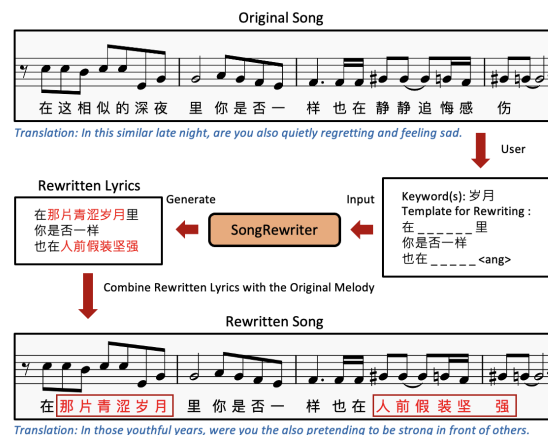 Original Song
在这相似的深夜 里你是否一 样也在静静追悔感 伤
Translation: In this similar late night, are you also quietly regretting and feeling sad.
User
Rewritten Lyrics
Generate
Input
在那片青涩岁月里
你是否一样
也在人前假装坚强
SongRewriter
Keyword(s): 岁月
Template for Rewriting :
在 _ _ _ _ _ _ 里
你是否一样
也在 _ _ _ _ _ <ang>
Combine Rewritten Lyrics with the Original Melody
Rewritten Song
在那片青涩岁月 里你是否一 样也在人前假装坚 强
Translation: In those youthful years, were you the also pretending to be strong in front of others.